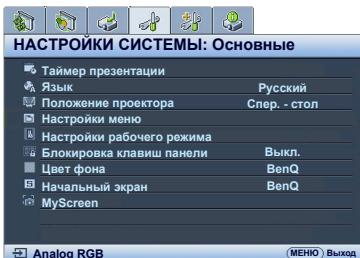 НАСТРОЙКИ СИСТЕМЫ: Основные
Таймер презентации
Язык Русский
Положение проектора Спер. - стол
Настройки меню
Настройки рабочего режима
Блокировка клавиш панели Выкл.
Цвет фона BenQ
Начальный экран BenQ
MyScreen
Analog RGB МЕНЮ Выход